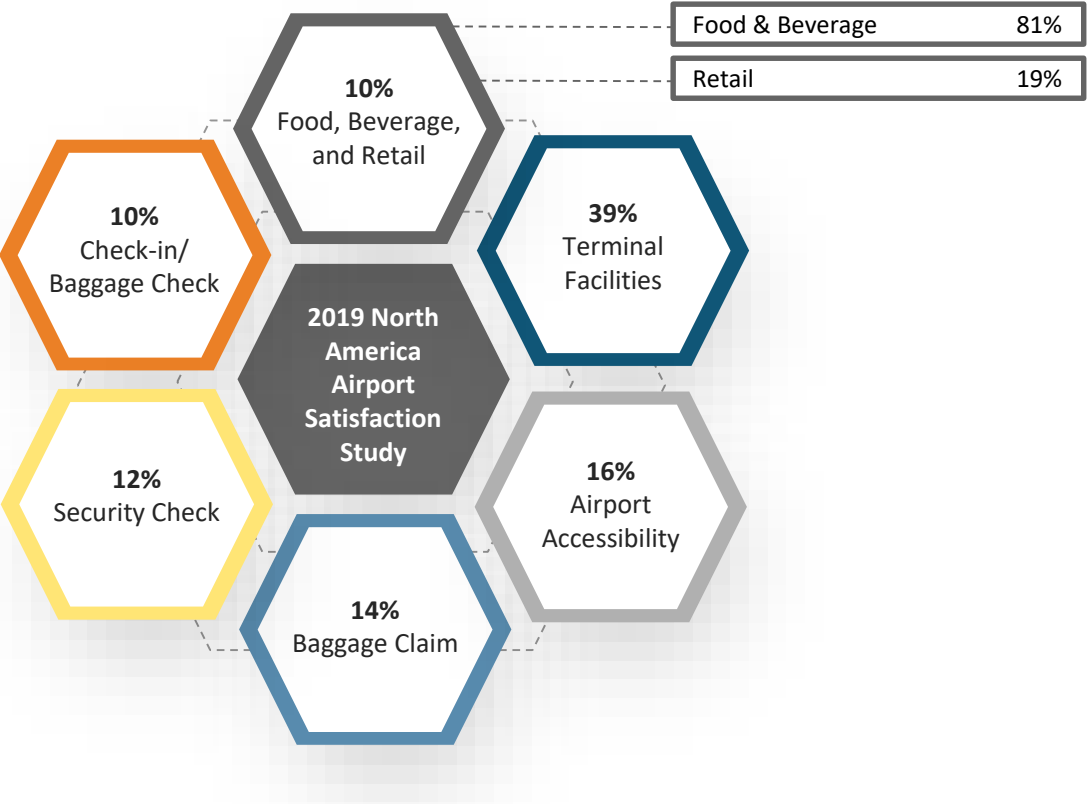 Food & Beverage 81%
Retail 19%
10%
Food, Beverage,
and Retail
39%
Terminal
Facilities
10%
Check-in/
Baggage Check
2019 North
America
Airport
Satisfaction
Study
16%
Airport
Accessibility
12%
Security Check
14%
Baggage Claim